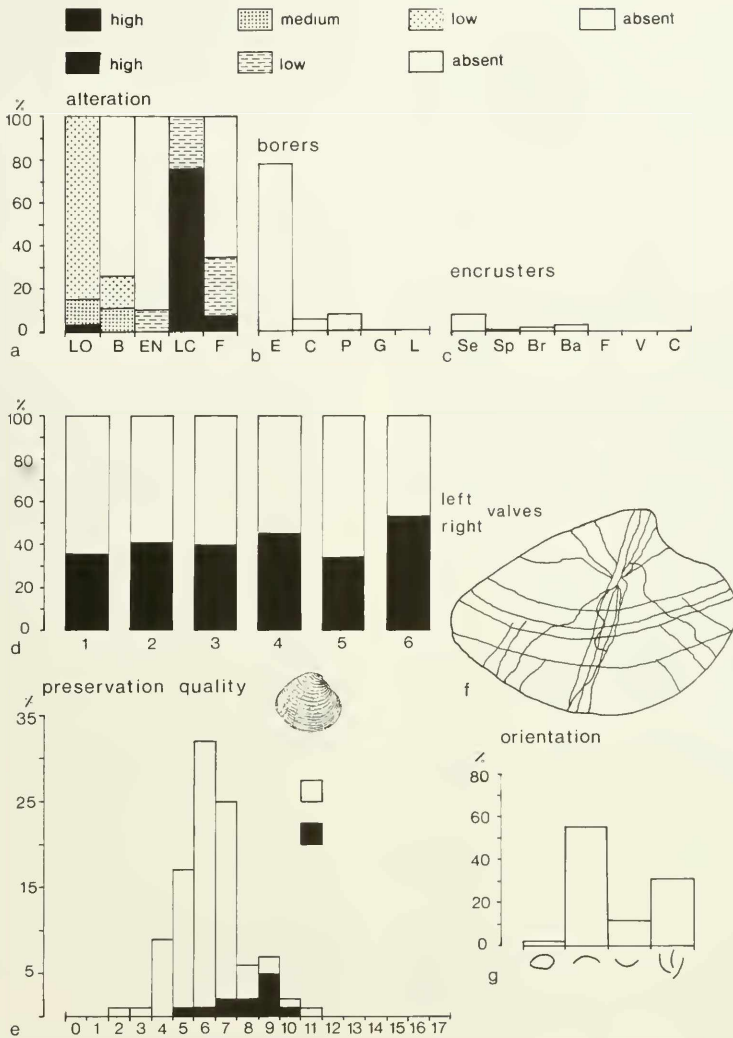 high medium low absent
high low absent
% alteration
100
80
60
40
20
0
a LO B EN LC F
borers
b E C P G L
encrusters
c Se Sp Br Ba F V C
%
100
80
60
40
20
0
d 1 2 3 4 5 6
left
right valves
f
preservation quality
%
35
25
15
5
e 0 1 2 3 4 5 6 7 8 9 10 11 12 13 14 15 16 17
orientation
%
80
60
40
20
0
g